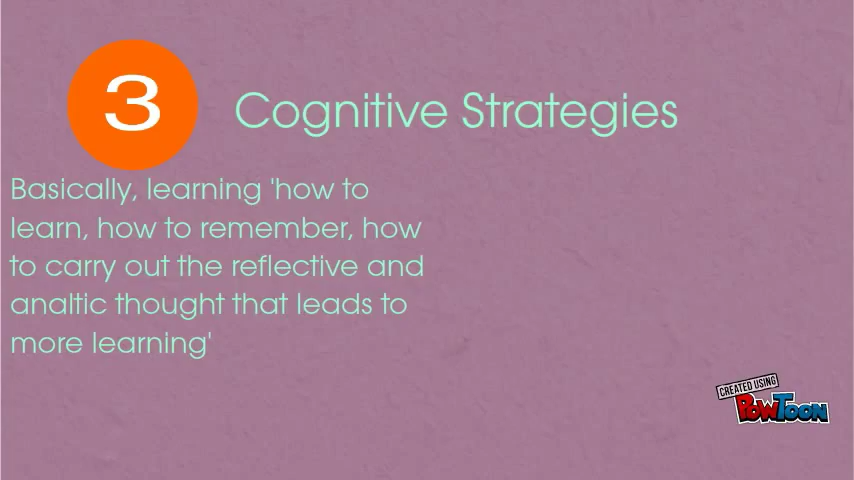 3
Cognitive Strategies
Basically, learning 'how to
learn, how to remember, how
to carry out the reflective and
analtic thought that leads to
more learning'
CREATED USING
POWTOON